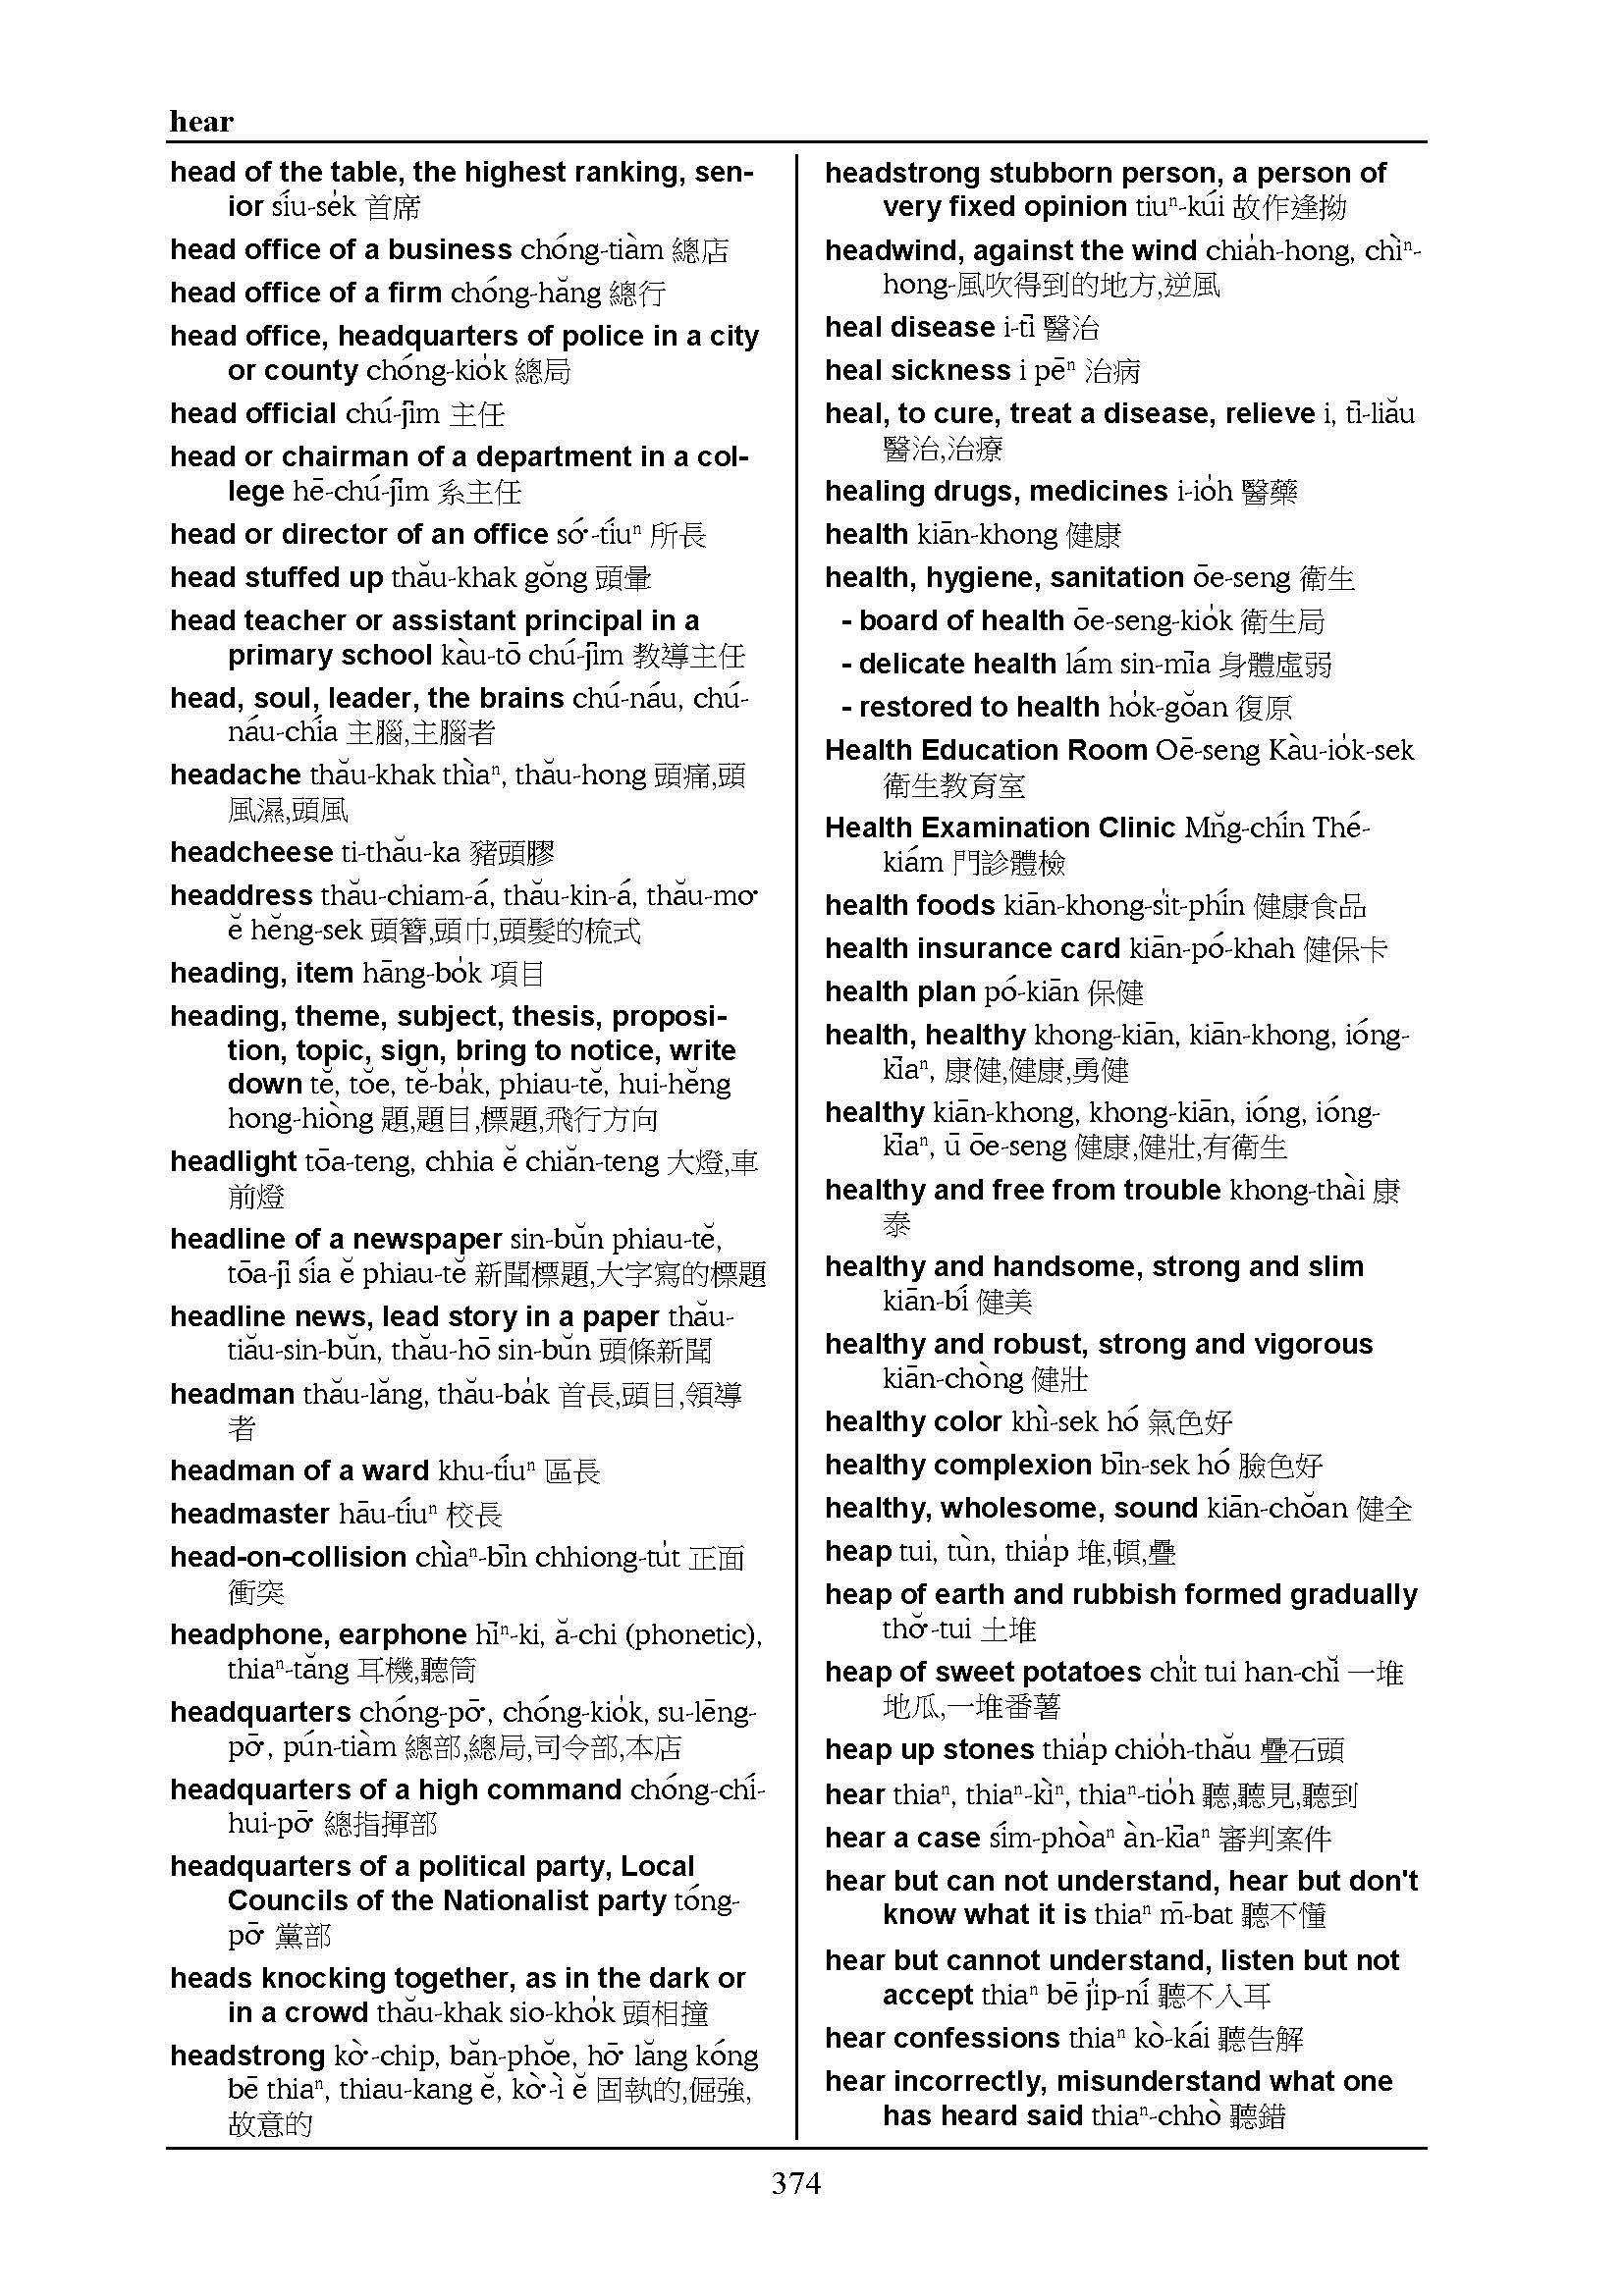 hear
head of the table, the highest ranking, sen-
ior síu-se̍k 首席
head office of a business chóng-tiàm 總店
head office of a firm chóng-hăng 總行
head office, headquarters of police in a city
or county chóng-kio̍k 總局
head official chú-jīm 主任
head or chairman of a department in a col-
lege hē-chú-jīm 系主任
head or director of an office só͘-tíuⁿ 所長
head stuffed up thău-khak gŏng 頭暈
head teacher or assistant principal in a
primary school kàu-tō chú-jīm 教導主任
head, soul, leader, the brains chú-náu, chú-
náu-chía 主腦,主腦者
headache thău-khak thìaⁿ, thău-hong 頭痛,頭
風濕,頭風
headcheese ti-thău-ka 豬頭膠
headdress thău-chiam-á, thău-kin-á, thău-mo͘
ĕ hĕng-sek 頭簪,頭巾,頭髮的梳式
heading, item hāng-bo̍k 項目
heading, theme, subject, thesis, proposi-
tion, topic, sign, bring to notice, write
down tĕ, tŏe, tĕ-ba̍k, phiau-tĕ, hui-hĕng
hong-hiòng 題,題目,標題,飛行方向
headlight tōa-teng, chhia ĕ chiăn-teng 大燈,車
前燈
headline of a newspaper sin-bŭn phiau-tĕ,
tōa-jī sía ĕ phiau-tĕ 新聞標題,大字寫的標題
headline news, lead story in a paper thău-
tiău-sin-bŭn, thău-hō sin-bŭn 頭條新聞
headman thău-lăng, thău-ba̍k 首長,頭目,領導
者
headman of a ward khu-tíuⁿ 區長
headmaster hāu-tíuⁿ 校長
head-on-collision chìaⁿ-bīn chhiong-tu̍t 正面
衝突
headphone, earphone hīⁿ-ki, ă-chi (phonetic),
thiaⁿ-tăng 耳機,聽筒
headquarters chóng-pō͘, chóng-kio̍k, su-lēng-
pō͘, pún-tiàm 總部,總局,司令部,本店
headquarters of a high command chóng-chí-
hui-pō͘ 總指揮部
headquarters of a political party, Local
Councils of the Nationalist party tóng-
pō͘ 黨部
heads knocking together, as in the dark or
in a crowd thău-khak sio-kho̍k 頭相撞
headstrong kò͘-chip, băn-phŏe, hō͘ lăng kóng
bē thiaⁿ, thiau-kang ĕ, kò͘-ì ĕ 固執的,倔強,
故意的
headstrong stubborn person, a person of
very fixed opinion tiuⁿ-kúi 故作逢拗
headwind, against the wind chia̍h-hong, chìⁿ-
hong-風吹得到的地方,逆風
heal disease i-tī 醫治
heal sickness i pēⁿ 治病
heal, to cure, treat a disease, relieve i, tī-liău
醫治,治療
healing drugs, medicines i-io̍h 醫藥
health kiān-khong 健康
health, hygiene, sanitation ōe-seng 衛生
- board of health ōe-seng-kio̍k 衛生局
- delicate health lám sin-mīa 身體虛弱
- restored to health ho̍k-gŏan 復原
Health Education Room Oē-seng Kàu-io̍k-sek
衛生教育室
Health Examination Clinic Mn̆g-chín Thé-
kiám 門診體檢
health foods kiān-khong-si̍t-phín 健康食品
health insurance card kiān-pó-khah 健保卡
health plan pó-kiān 保健
health, healthy khong-kiān, kiān-khong, ióng-
kīaⁿ, 康健,健康,勇健
healthy kiān-khong, khong-kiān, ióng, ióng-
kīaⁿ, ū ōe-seng 健康,健壯,有衛生
healthy and free from trouble khong-thài 康
泰
healthy and handsome, strong and slim
kiān-bí 健美
healthy and robust, strong and vigorous
kiān-chòng 健壯
healthy color khì-sek hó 氣色好
healthy complexion bīn-sek hó 臉色好
healthy, wholesome, sound kiān-chŏan 健全
heap tui, tùn, thia̍p 堆,頓,疊
heap of earth and rubbish formed gradually
thŏ͘-tui 土堆
heap of sweet potatoes chi̍t tui han-chĭ 一堆
地瓜,一堆番薯
heap up stones thia̍p chio̍h-thău 疊石頭
hear thiaⁿ, thiaⁿ-kìⁿ, thiaⁿ-tio̍h 聽,聽見,聽到
hear a case sím-phòaⁿ àn-kīaⁿ 審判案件
hear but can not understand, hear but don't
know what it is thiaⁿ m̄-bat 聽不懂
hear but cannot understand, listen but not
accept thiaⁿ bē ji̍p-ní 聽不入耳
hear confessions thiaⁿ kò-kái 聽告解
hear incorrectly, misunderstand what one
has heard said thiaⁿ-chhò 聽錯
374